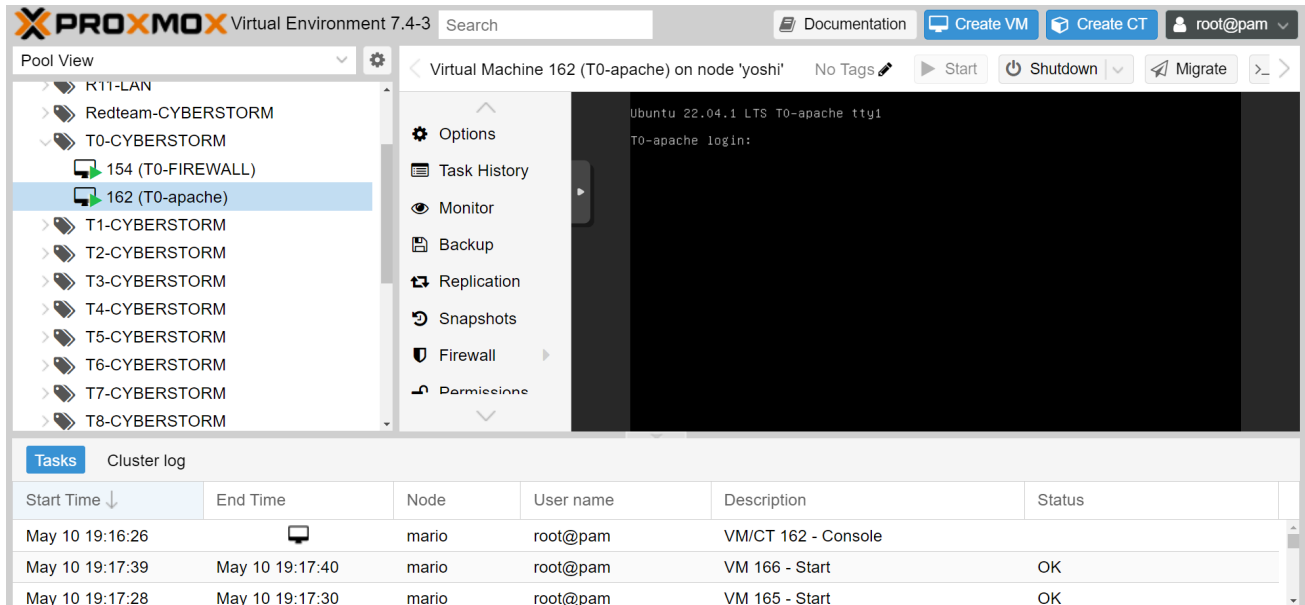 PROXMOX Virtual Environment 7.4-3 Search Documentation Create VM Create CT root@pam
Pool View
R11-LAN
Redteam-CYBERSTORM
T0-CYBERSTORM
154 (T0-FIREWALL)
162 (T0-apache)
T1-CYBERSTORM
T2-CYBERSTORM
T3-CYBERSTORM
T4-CYBERSTORM
T5-CYBERSTORM
T6-CYBERSTORM
T7-CYBERSTORM
T8-CYBERSTORM
Virtual Machine 162 (T0-apache) on node 'yoshi' No Tags Start Shutdown Migrate >_
Options
Task History
Monitor
Backup
Replication
Snapshots
Firewall
Permissions
Ubuntu 22.04.1 LTS T0-apache tty1
T0-apache login:
Tasks Cluster log
Start Time End Time Node User name Description Status
May 10 19:16:26 mario root@pam VM/CT 162 - Console
May 10 19:17:39 May 10 19:17:40 mario root@pam VM 166 - Start OK
May 10 19:17:28 May 10 19:17:30 mario root@pam VM 165 - Start OK